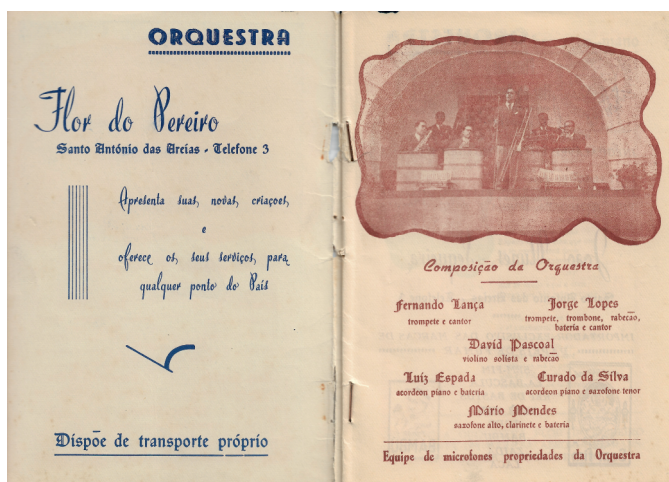 ORQUESTRA
Flor do Pereiro
Santo António das Areias - Telefone 3
Apresenta suas, novas, criações,
e
oferece os, seus serviços, para
qualquer ponto do País
Dispõe de transporte próprio
Composição da Orquestra
Fernando Lança
trompete e cantor
Jorge Lopes
trompete, trombone, rabecão,
bateria e cantor
David Pascoal
violino solista e rabecão
Luíz Espada
acordeon piano e bateria
Curado da Silva
acordeon piano e saxofone tenor
Mário Mendes
saxofone alto, clarinete e bateria
Equipe de microfones propriedades da Orquestra